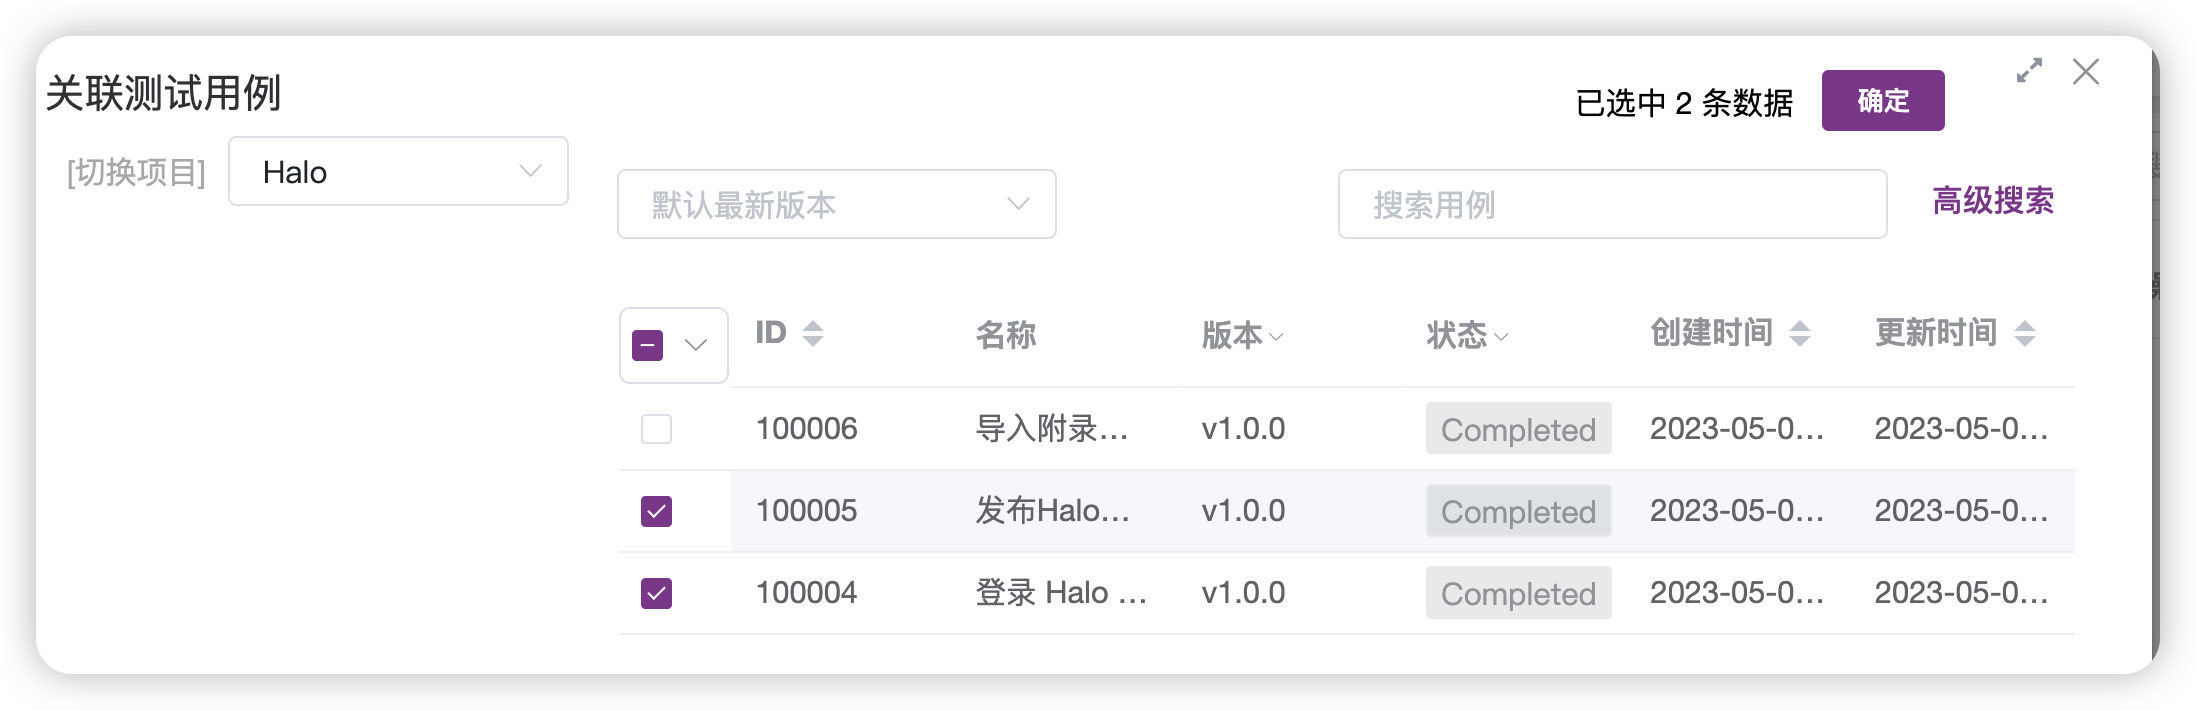 关联测试用例
已选中 2 条数据
确定
[切换项目]
Halo
默认最新版本
搜索用例
高级搜索
ID 名称 版本 状态 创建时间 更新时间
100006 导入附录... v1.0.0 Completed 2023-05-0... 2023-05-0...
100005 发布Halo... v1.0.0 Completed 2023-05-0... 2023-05-0...
100004 登录 Halo ... v1.0.0 Completed 2023-05-0... 2023-05-0...